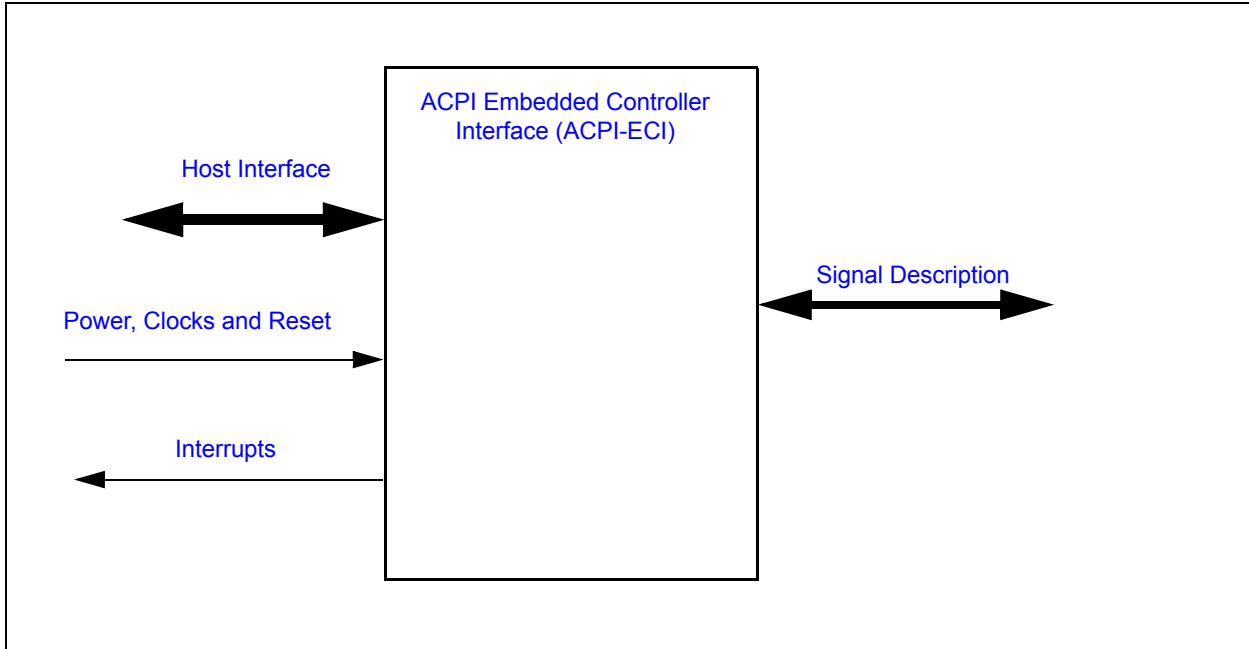 ACPI Embedded Controller
Interface (ACPI-ECI)
Host Interface
Signal Description
Power, Clocks and Reset
Interrupts